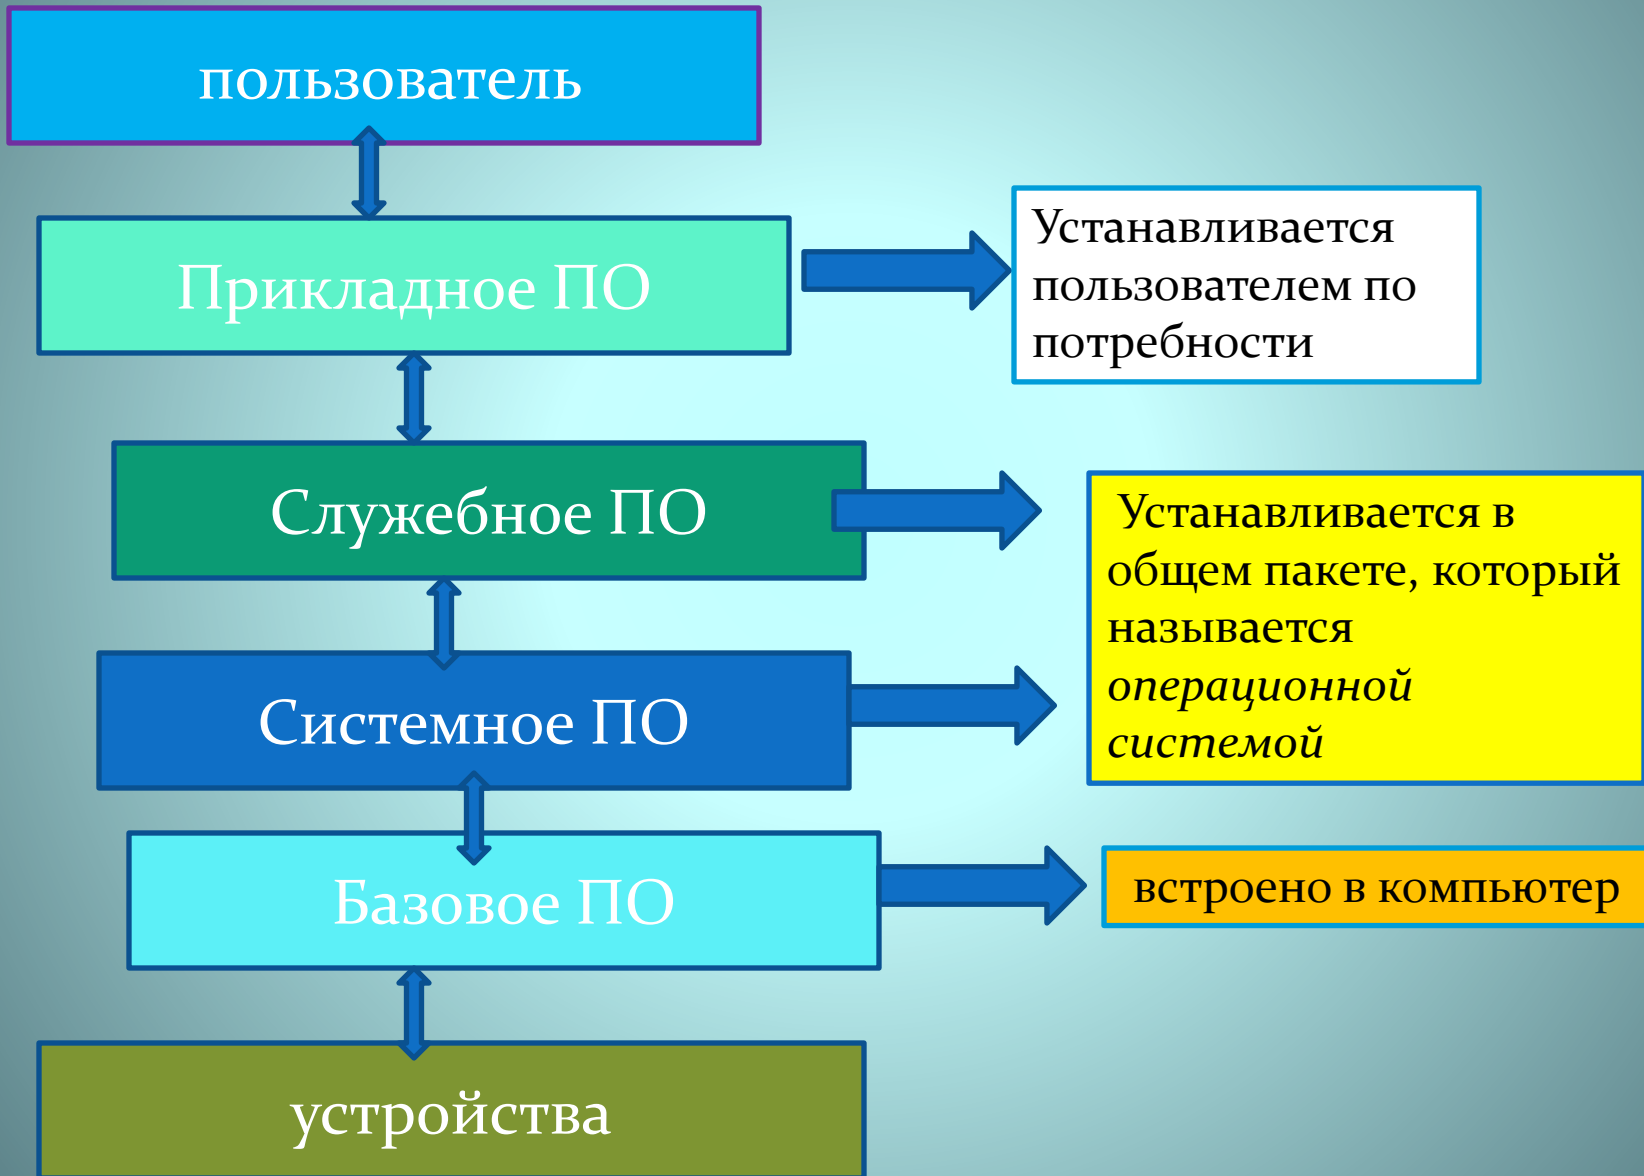 пользователь
Прикладное ПО
Устанавливается
пользователем по
потребности
Служебное ПО
Устанавливается в
общем пакете, который
называется
операционной
системой
Системное ПО
Базовое ПО
встроено в компьютер
устройства